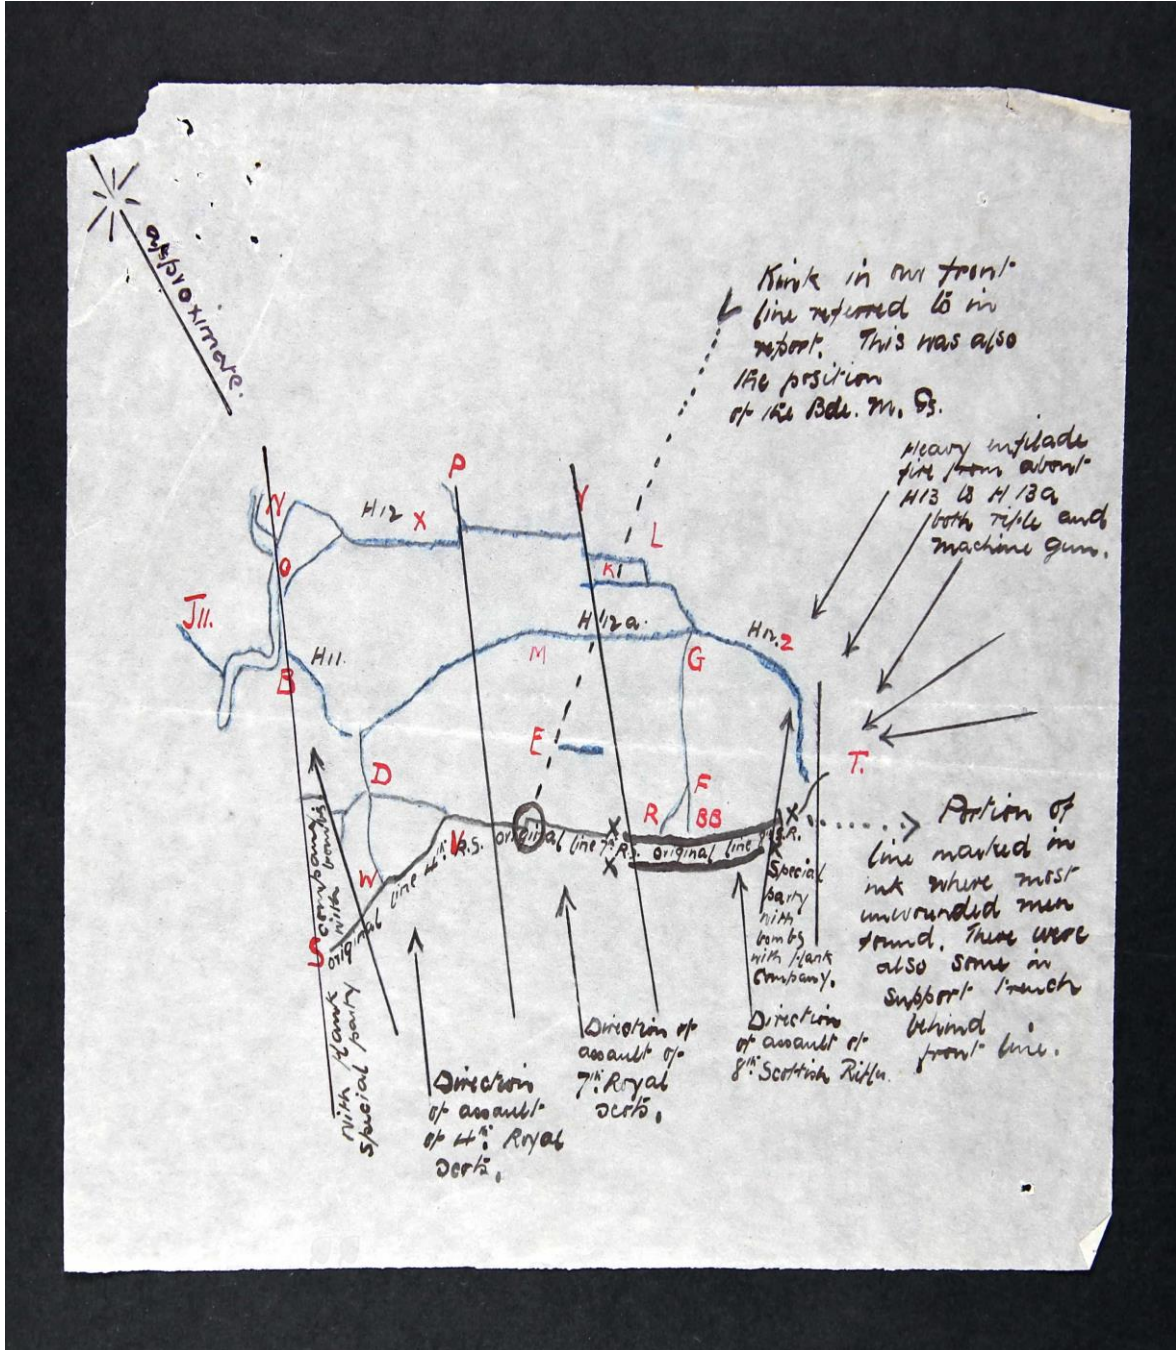 approximate.
Kink in our front
line referred to in
report. This was also
the position
of the Bde. M. Gs.
Heavy enfilade
fire from about
H13 to H13a
both rifle and
machine gun.
P
N
H12 X
Y
L
O
K1
J11.
H12a.
H12.Z
H11.
M
G
B
E
T.
D
F
R
BB
original line 4th. R.S.
original line 7th R.S.
original line 8th S.R.
W
S
Special
party
with
bombs
with flank
Company.
Portion of
line marked in
ink where most
unwounded men
found. There were
also some in
support trench
behind
front line.
Special party with bombs
with flank company.
Direction
of assault
of 4th. Royal
Scots.
Direction of
assault of
7th. Royal
Scots.
Direction
of assault of
8th. Scottish Rifles.